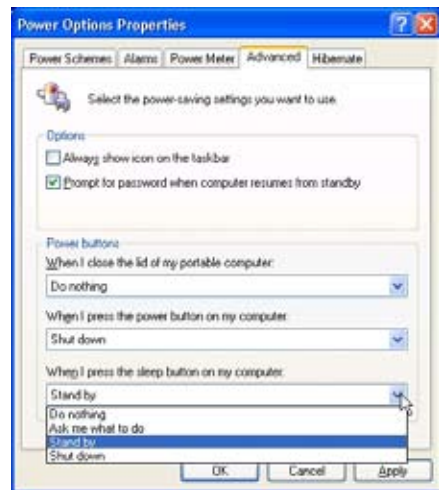 Power Options Properties
Power Schemes Alarms Power Meter Advanced Hibernate
Select the power-saving settings you want to use.
Options
Always show icon on the taskbar
Prompt for password when computer resumes from standby
Power buttons
When I close the lid of my portable computer:
Do nothing
When I press the power button on my computer:
Shut down
When I press the sleep button on my computer:
Stand by
Do nothing
Ask me what to do
Stand by
Shut down
OK Cancel Apply